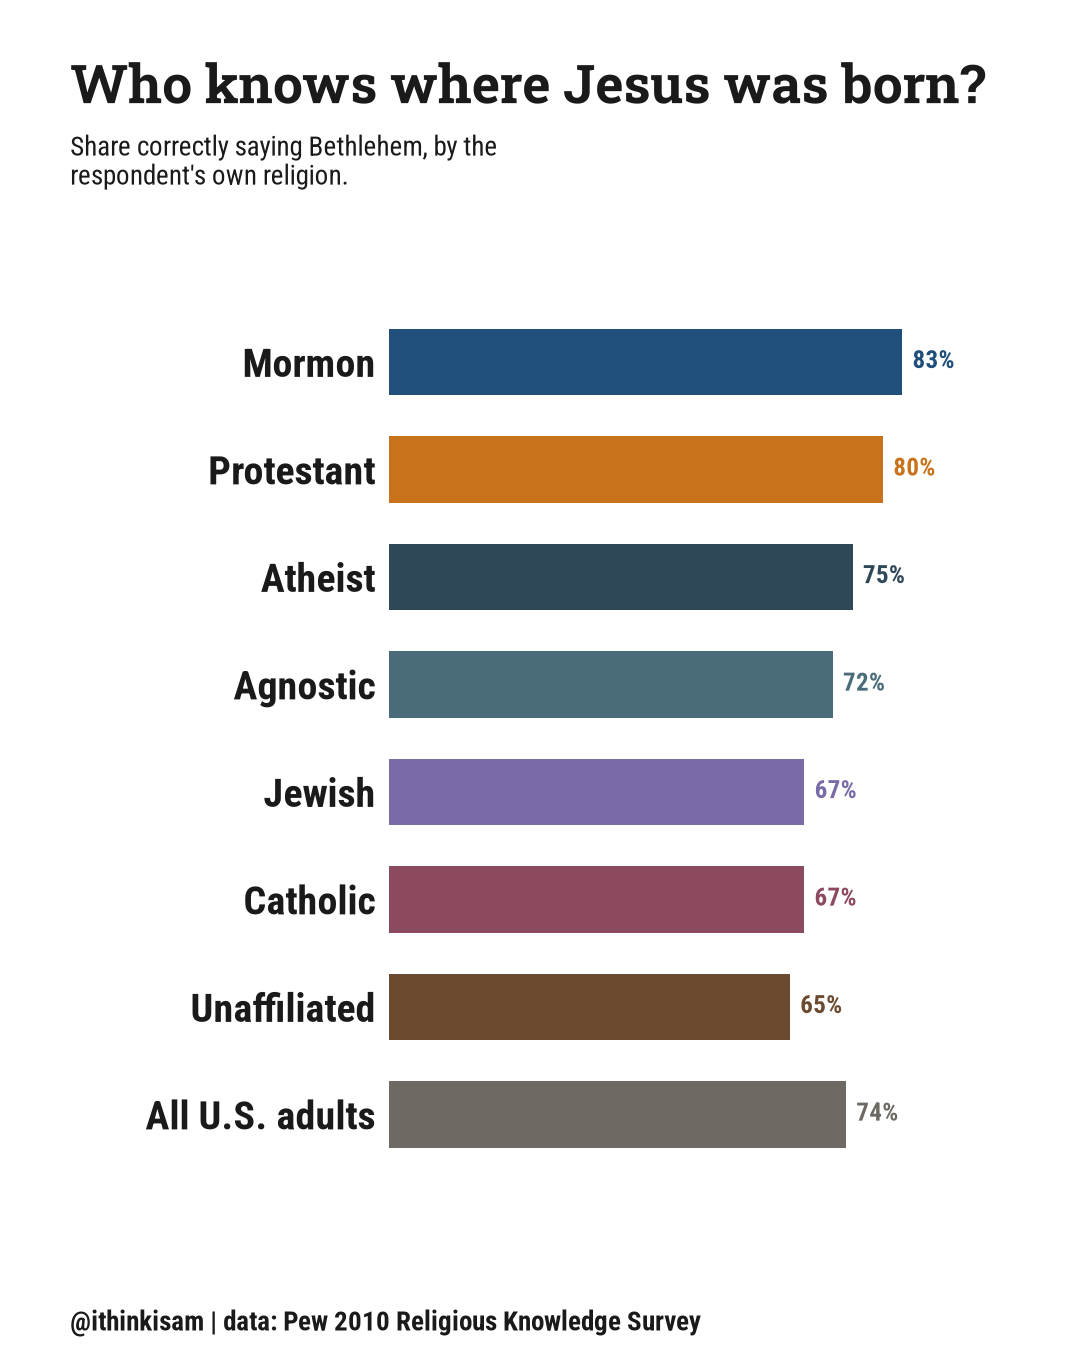 Who knows where Jesus was born?
Share correctly saying Bethlehem, by the
respondent's own religion.
Mormon 83%
Protestant 80%
Atheist 75%
Agnostic 72%
Jewish 67%
Catholic 67%
Unaffiliated 65%
All U.S. adults 74%
@ithinkisam | data: Pew 2010 Religious Knowledge Survey